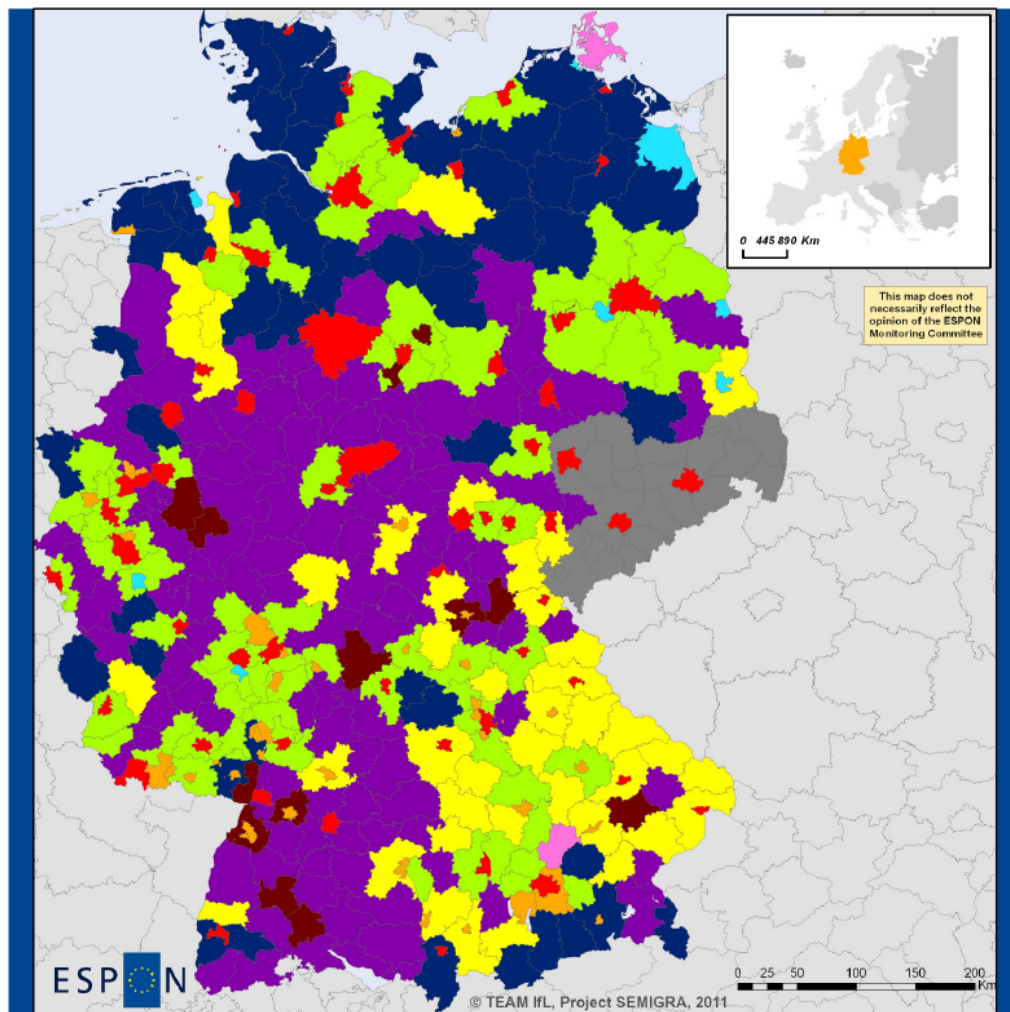 0 445 890 Km
This map does not
necessarily reflect the
opinion of the ESPON
Monitoring Committee
ESPON
0 25 50 100 150 200
Km
© TEAM IfL, Project SEMIGRA, 2011